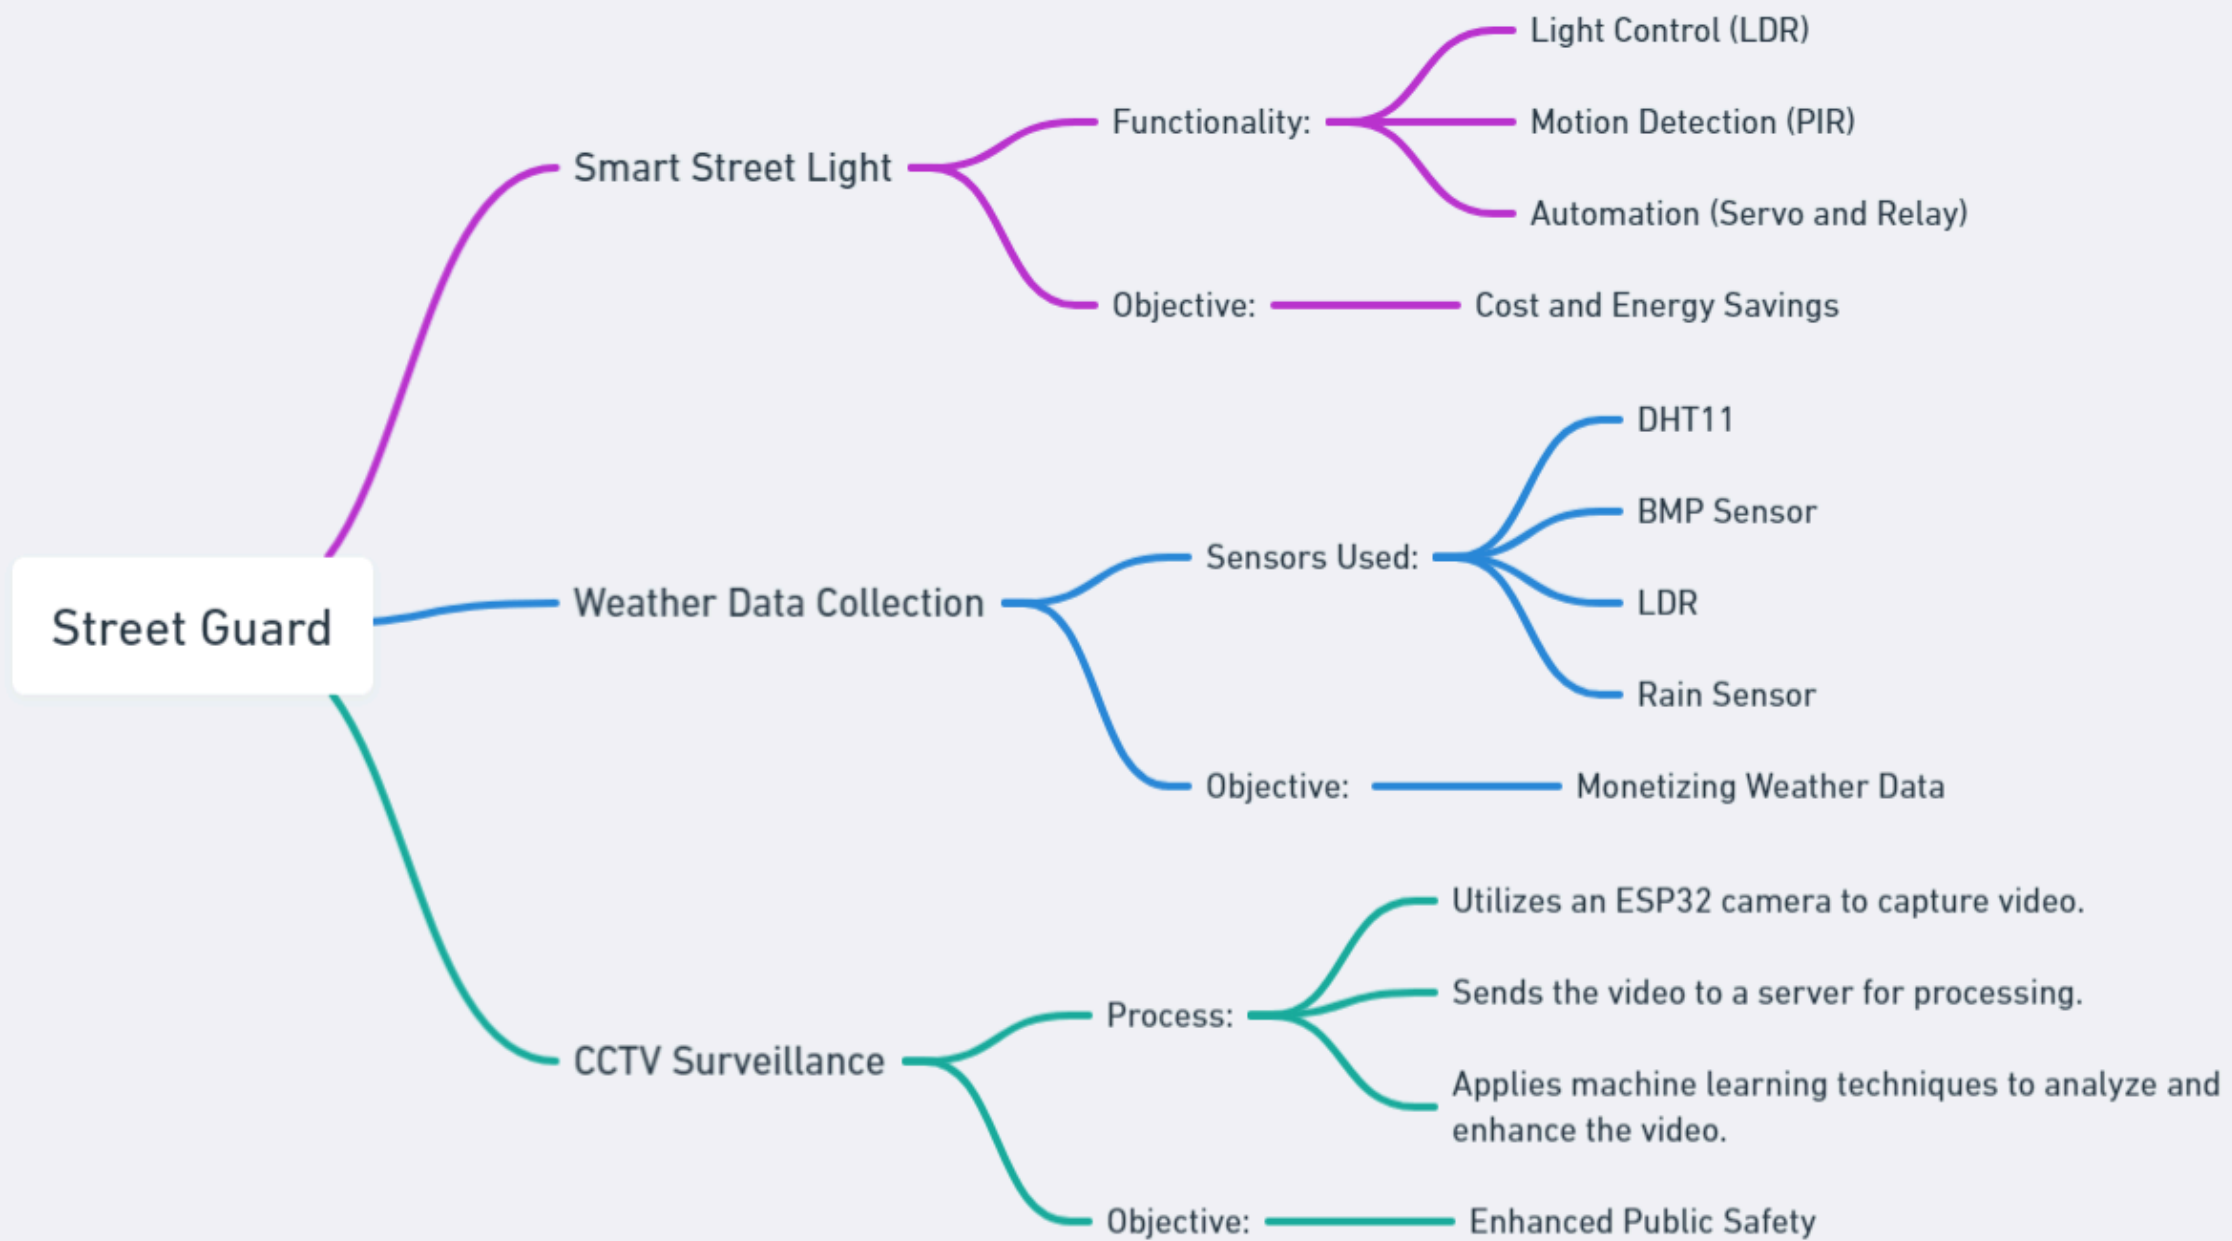 Street Guard
Smart Street Light
Functionality:
Light Control (LDR)
Motion Detection (PIR)
Automation (Servo and Relay)
Objective:
Cost and Energy Savings
Weather Data Collection
Sensors Used:
DHT11
BMP Sensor
LDR
Rain Sensor
Objective:
Monetizing Weather Data
CCTV Surveillance
Process:
Utilizes an ESP32 camera to capture video.
Sends the video to a server for processing.
Applies machine learning techniques to analyze and
enhance the video.
Objective:
Enhanced Public Safety